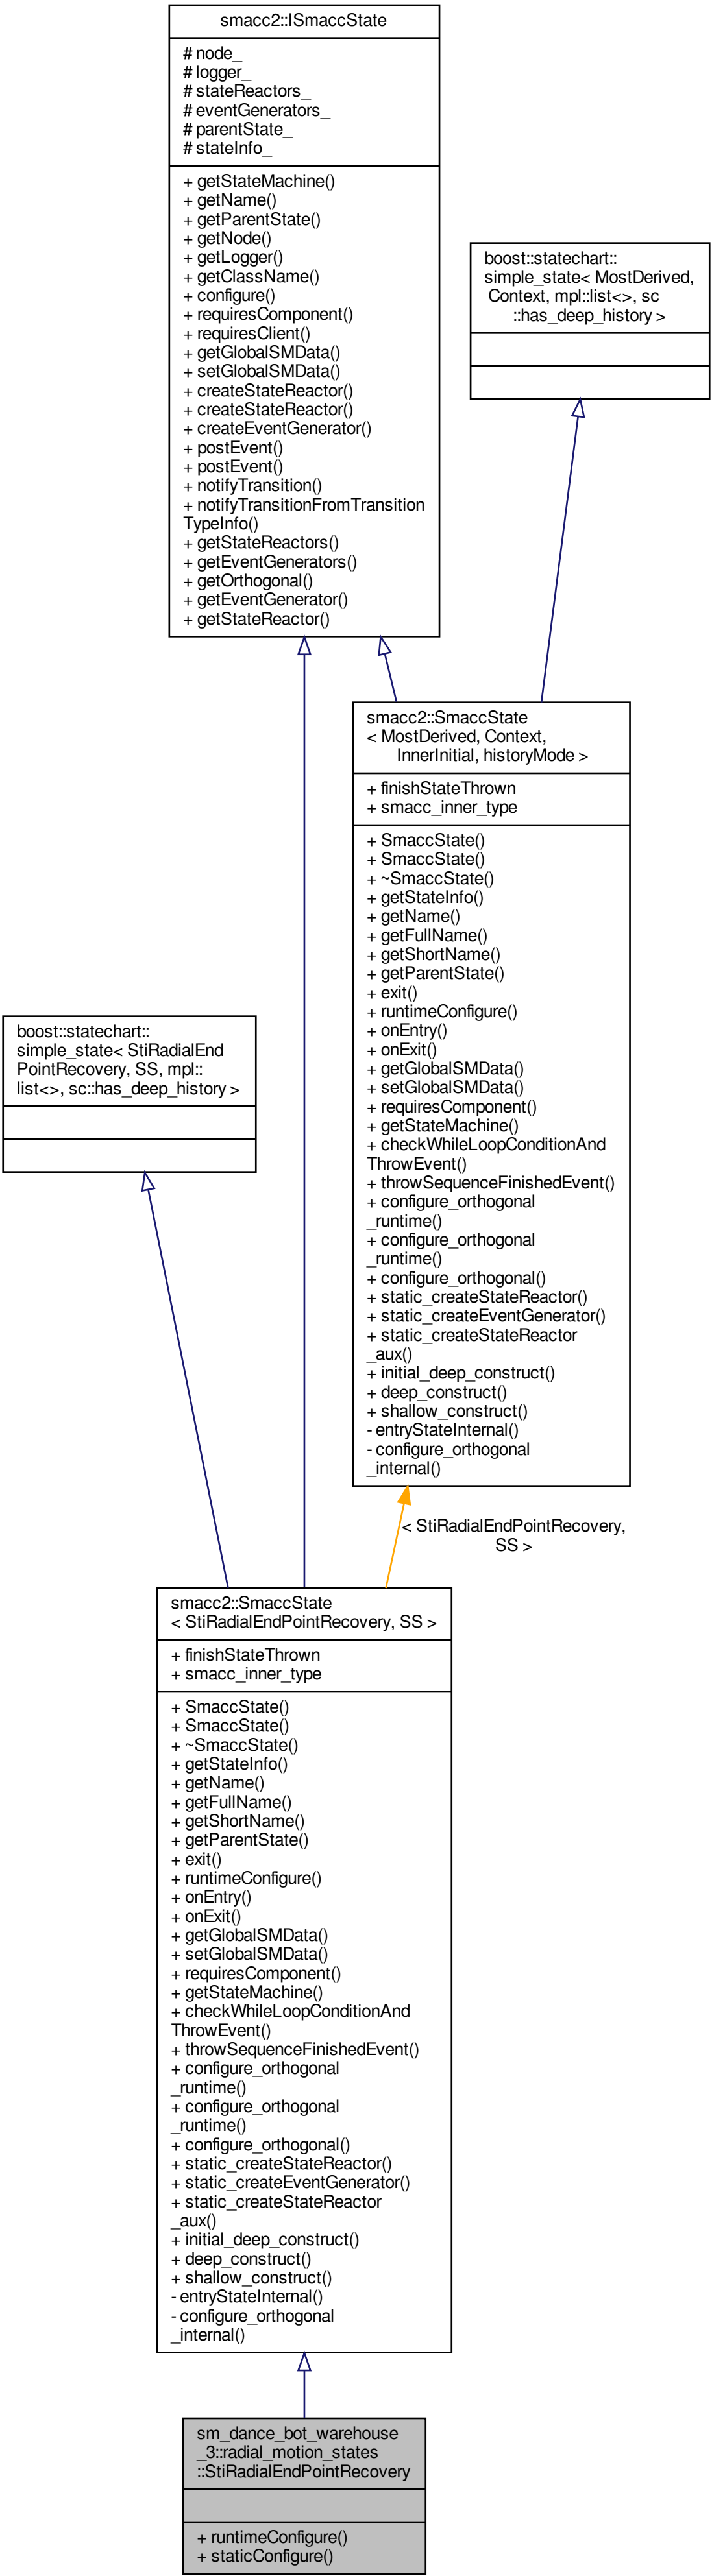 smacc2::ISmaccState
# node_
# logger_
# stateReactors_
# eventGenerators_
# parentState_
# stateInfo_
+ getStateMachine()
+ getName()
+ getParentState()
+ getNode()
+ getLogger()
+ getClassName()
+ configure()
+ requiresComponent()
+ requiresClient()
+ getGlobalSMData()
+ setGlobalSMData()
+ createStateReactor()
+ createStateReactor()
+ createEventGenerator()
+ postEvent()
+ postEvent()
+ notifyTransition()
+ notifyTransitionFromTransition
TypeInfo()
+ getStateReactors()
+ getEventGenerators()
+ getOrthogonal()
+ getEventGenerator()
+ getStateReactor()
boost::statechart::
simple_state< MostDerived,
Context, mpl::list<>, sc
::has_deep_history >
smacc2::SmaccState
< MostDerived, Context,
InnerInitial, historyMode >
+ finishStateThrown
+ smacc_inner_type
+ SmaccState()
+ SmaccState()
+ ~SmaccState()
+ getStateInfo()
+ getName()
+ getFullName()
+ getShortName()
+ getParentState()
+ exit()
+ runtimeConfigure()
+ onEntry()
+ onExit()
+ getGlobalSMData()
+ setGlobalSMData()
+ requiresComponent()
+ getStateMachine()
+ checkWhileLoopConditionAnd
ThrowEvent()
+ throwSequenceFinishedEvent()
+ configure_orthogonal
_runtime()
+ configure_orthogonal
_runtime()
+ configure_orthogonal()
+ static_createStateReactor()
+ static_createEventGenerator()
+ static_createStateReactor
_aux()
+ initial_deep_construct()
+ deep_construct()
+ shallow_construct()
- entryStateInternal()
- configure_orthogonal
_internal()
boost::statechart::
simple_state< StiRadialEnd
PointRecovery, SS, mpl::
list<>, sc::has_deep_history >
< StiRadialEndPointRecovery,
SS >
smacc2::SmaccState
< StiRadialEndPointRecovery, SS >
+ finishStateThrown
+ smacc_inner_type
+ SmaccState()
+ SmaccState()
+ ~SmaccState()
+ getStateInfo()
+ getName()
+ getFullName()
+ getShortName()
+ getParentState()
+ exit()
+ runtimeConfigure()
+ onEntry()
+ onExit()
+ getGlobalSMData()
+ setGlobalSMData()
+ requiresComponent()
+ getStateMachine()
+ checkWhileLoopConditionAnd
ThrowEvent()
+ throwSequenceFinishedEvent()
+ configure_orthogonal
_runtime()
+ configure_orthogonal
_runtime()
+ configure_orthogonal()
+ static_createStateReactor()
+ static_createEventGenerator()
+ static_createStateReactor
_aux()
+ initial_deep_construct()
+ deep_construct()
+ shallow_construct()
- entryStateInternal()
- configure_orthogonal
_internal()
sm_dance_bot_warehouse
_3::radial_motion_states
::StiRadialEndPointRecovery
+ runtimeConfigure()
+ staticConfigure()